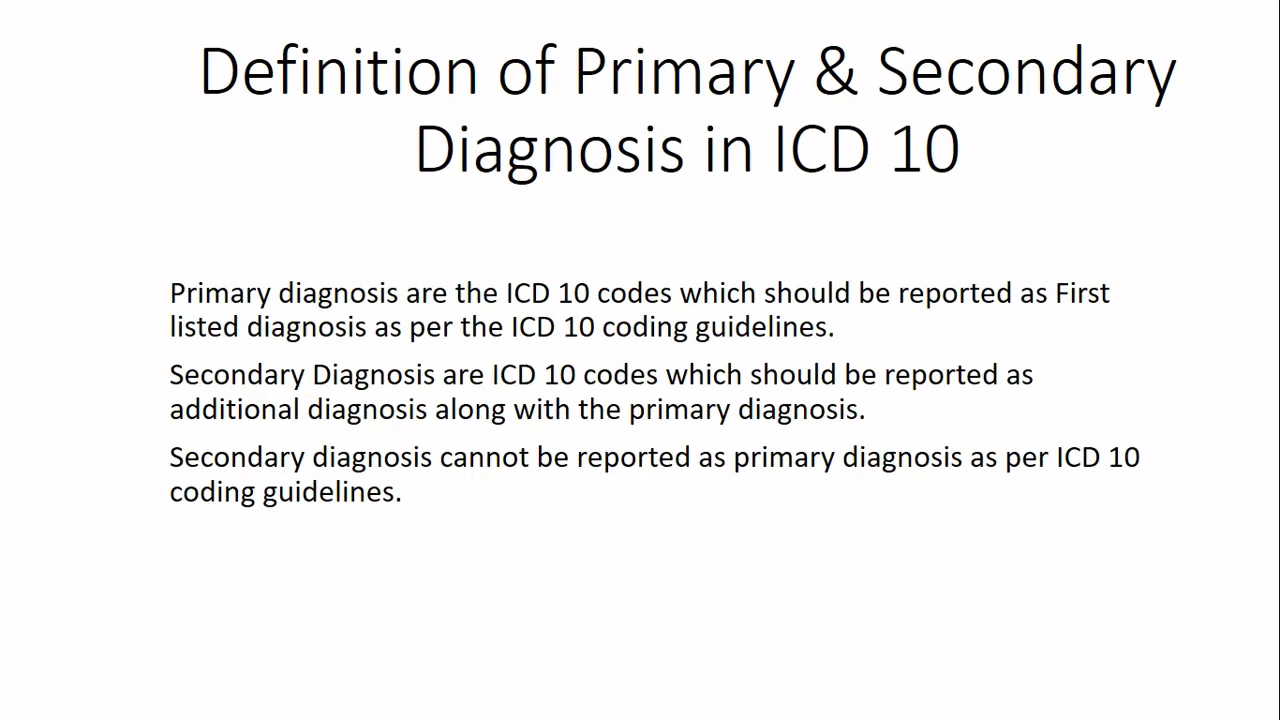 Definition of Primary & Secondary
Diagnosis in ICD 10
Primary diagnosis are the ICD 10 codes which should be reported as First
listed diagnosis as per the ICD 10 coding guidelines.
Secondary Diagnosis are ICD 10 codes which should be reported as
additional diagnosis along with the primary diagnosis.
Secondary diagnosis cannot be reported as primary diagnosis as per ICD 10
coding guidelines.